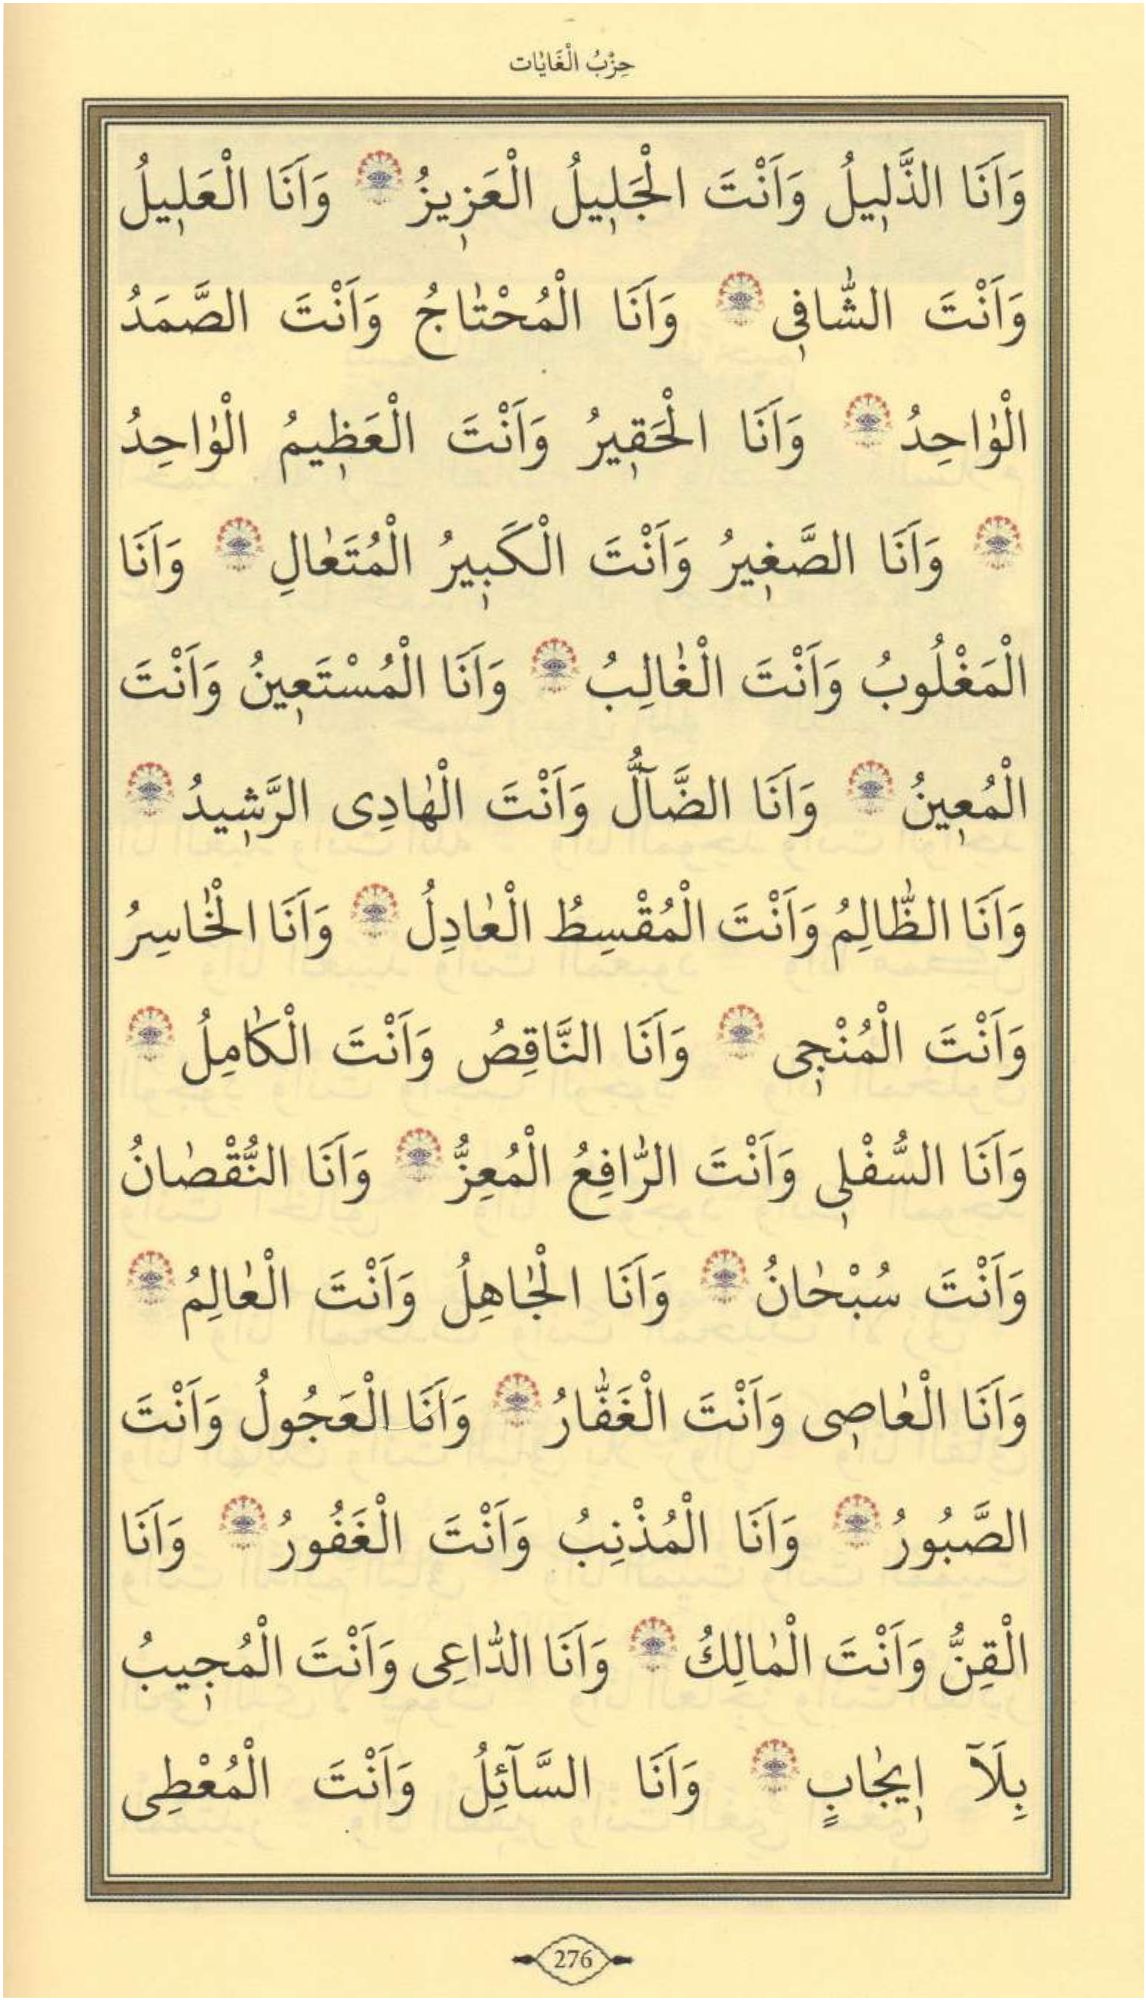 حِزْبُ الْغَايَات
وَاَنَا الذَّلِيلُ وَاَنْتَ الْجَلِيلُ الْعَزِيزُ ۞ وَاَنَا الْعَلِيلُ
وَاَنْتَ الشَّافِي ۞ وَاَنَا الْمُحْتَاجُ وَاَنْتَ الصَّمَدُ
الْوَاحِدُ ۞ وَاَنَا الْحَقِيرُ وَاَنْتَ الْعَظِيمُ الْوَاحِدُ
۞ وَاَنَا الصَّغِيرُ وَاَنْتَ الْكَبِيرُ الْمُتَعَالِ ۞ وَاَنَا
الْمَغْلُوبُ وَاَنْتَ الْغَالِبُ ۞ وَاَنَا الْمُسْتَعِينُ وَاَنْتَ
الْمُعِينُ ۞ وَاَنَا الضَّآلُّ وَاَنْتَ الْهَادِى الرَّشِيدُ ۞
وَاَنَا الظَّالِمُ وَاَنْتَ الْمُقْسِطُ الْعَادِلُ ۞ وَاَنَا الْخَاسِرُ
وَاَنْتَ الْمُنْجِى ۞ وَاَنَا النَّاقِصُ وَاَنْتَ الْكَامِلُ ۞
وَاَنَا السُّفْلِى وَاَنْتَ الرَّافِعُ الْمُعِزُّ ۞ وَاَنَا النُّقْصَانُ
وَاَنْتَ سُبْحَانُ ۞ وَاَنَا الْجَاهِلُ وَاَنْتَ الْعَالِمُ ۞
وَاَنَا الْعَاصِى وَاَنْتَ الْغَفَّارُ ۞ وَاَنَا الْعَجُولُ وَاَنْتَ
الصَّبُورُ ۞ وَاَنَا الْمُذْنِبُ وَاَنْتَ الْغَفُورُ ۞ وَاَنَا
الْقِنُّ وَاَنْتَ الْمَالِكُ ۞ وَاَنَا الدَّاعِى وَاَنْتَ الْمُجِيبُ
بِلَآ اِيجَابٍ ۞ وَاَنَا السَّآئِلُ وَاَنْتَ الْمُعْطِى
276